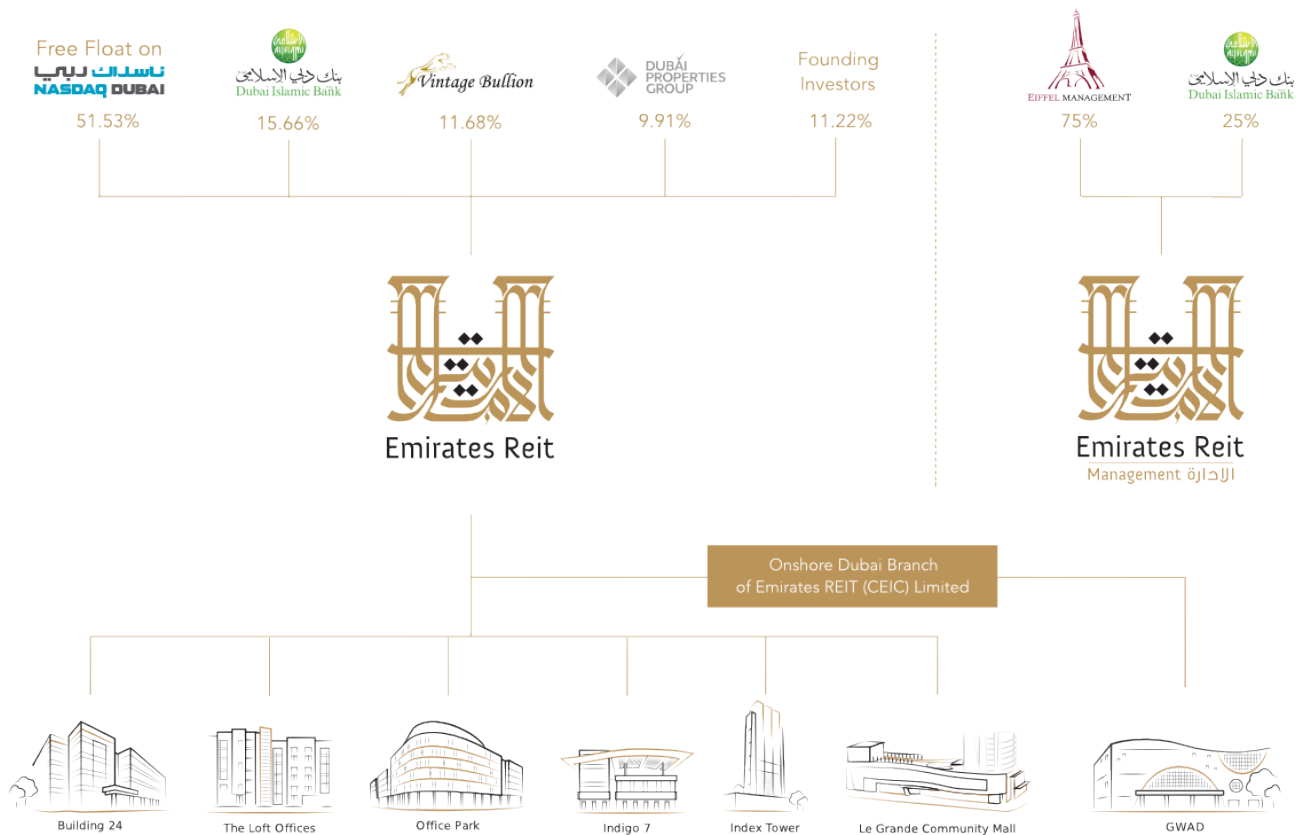 Free Float on
ناسداك دبي
NASDAQ DUBAI
51.53%
بنك دبي الإسلامي
Dubai Islamic Bank
15.66%
Vintage Bullion
11.68%
DUBAI
PROPERTIES
GROUP
9.91%
Founding
Investors
11.22%
EIFFEL MANAGEMENT
75%
بنك دبي الإسلامي
Dubai Islamic Bank
25%
Emirates Reit
Emirates Reit
Management الإدارة
Onshore Dubai Branch
of Emirates REIT (CEIC) Limited
Building 24
The Loft Offices
Office Park
Indigo 7
Index Tower
Le Grande Community Mall
GWAD